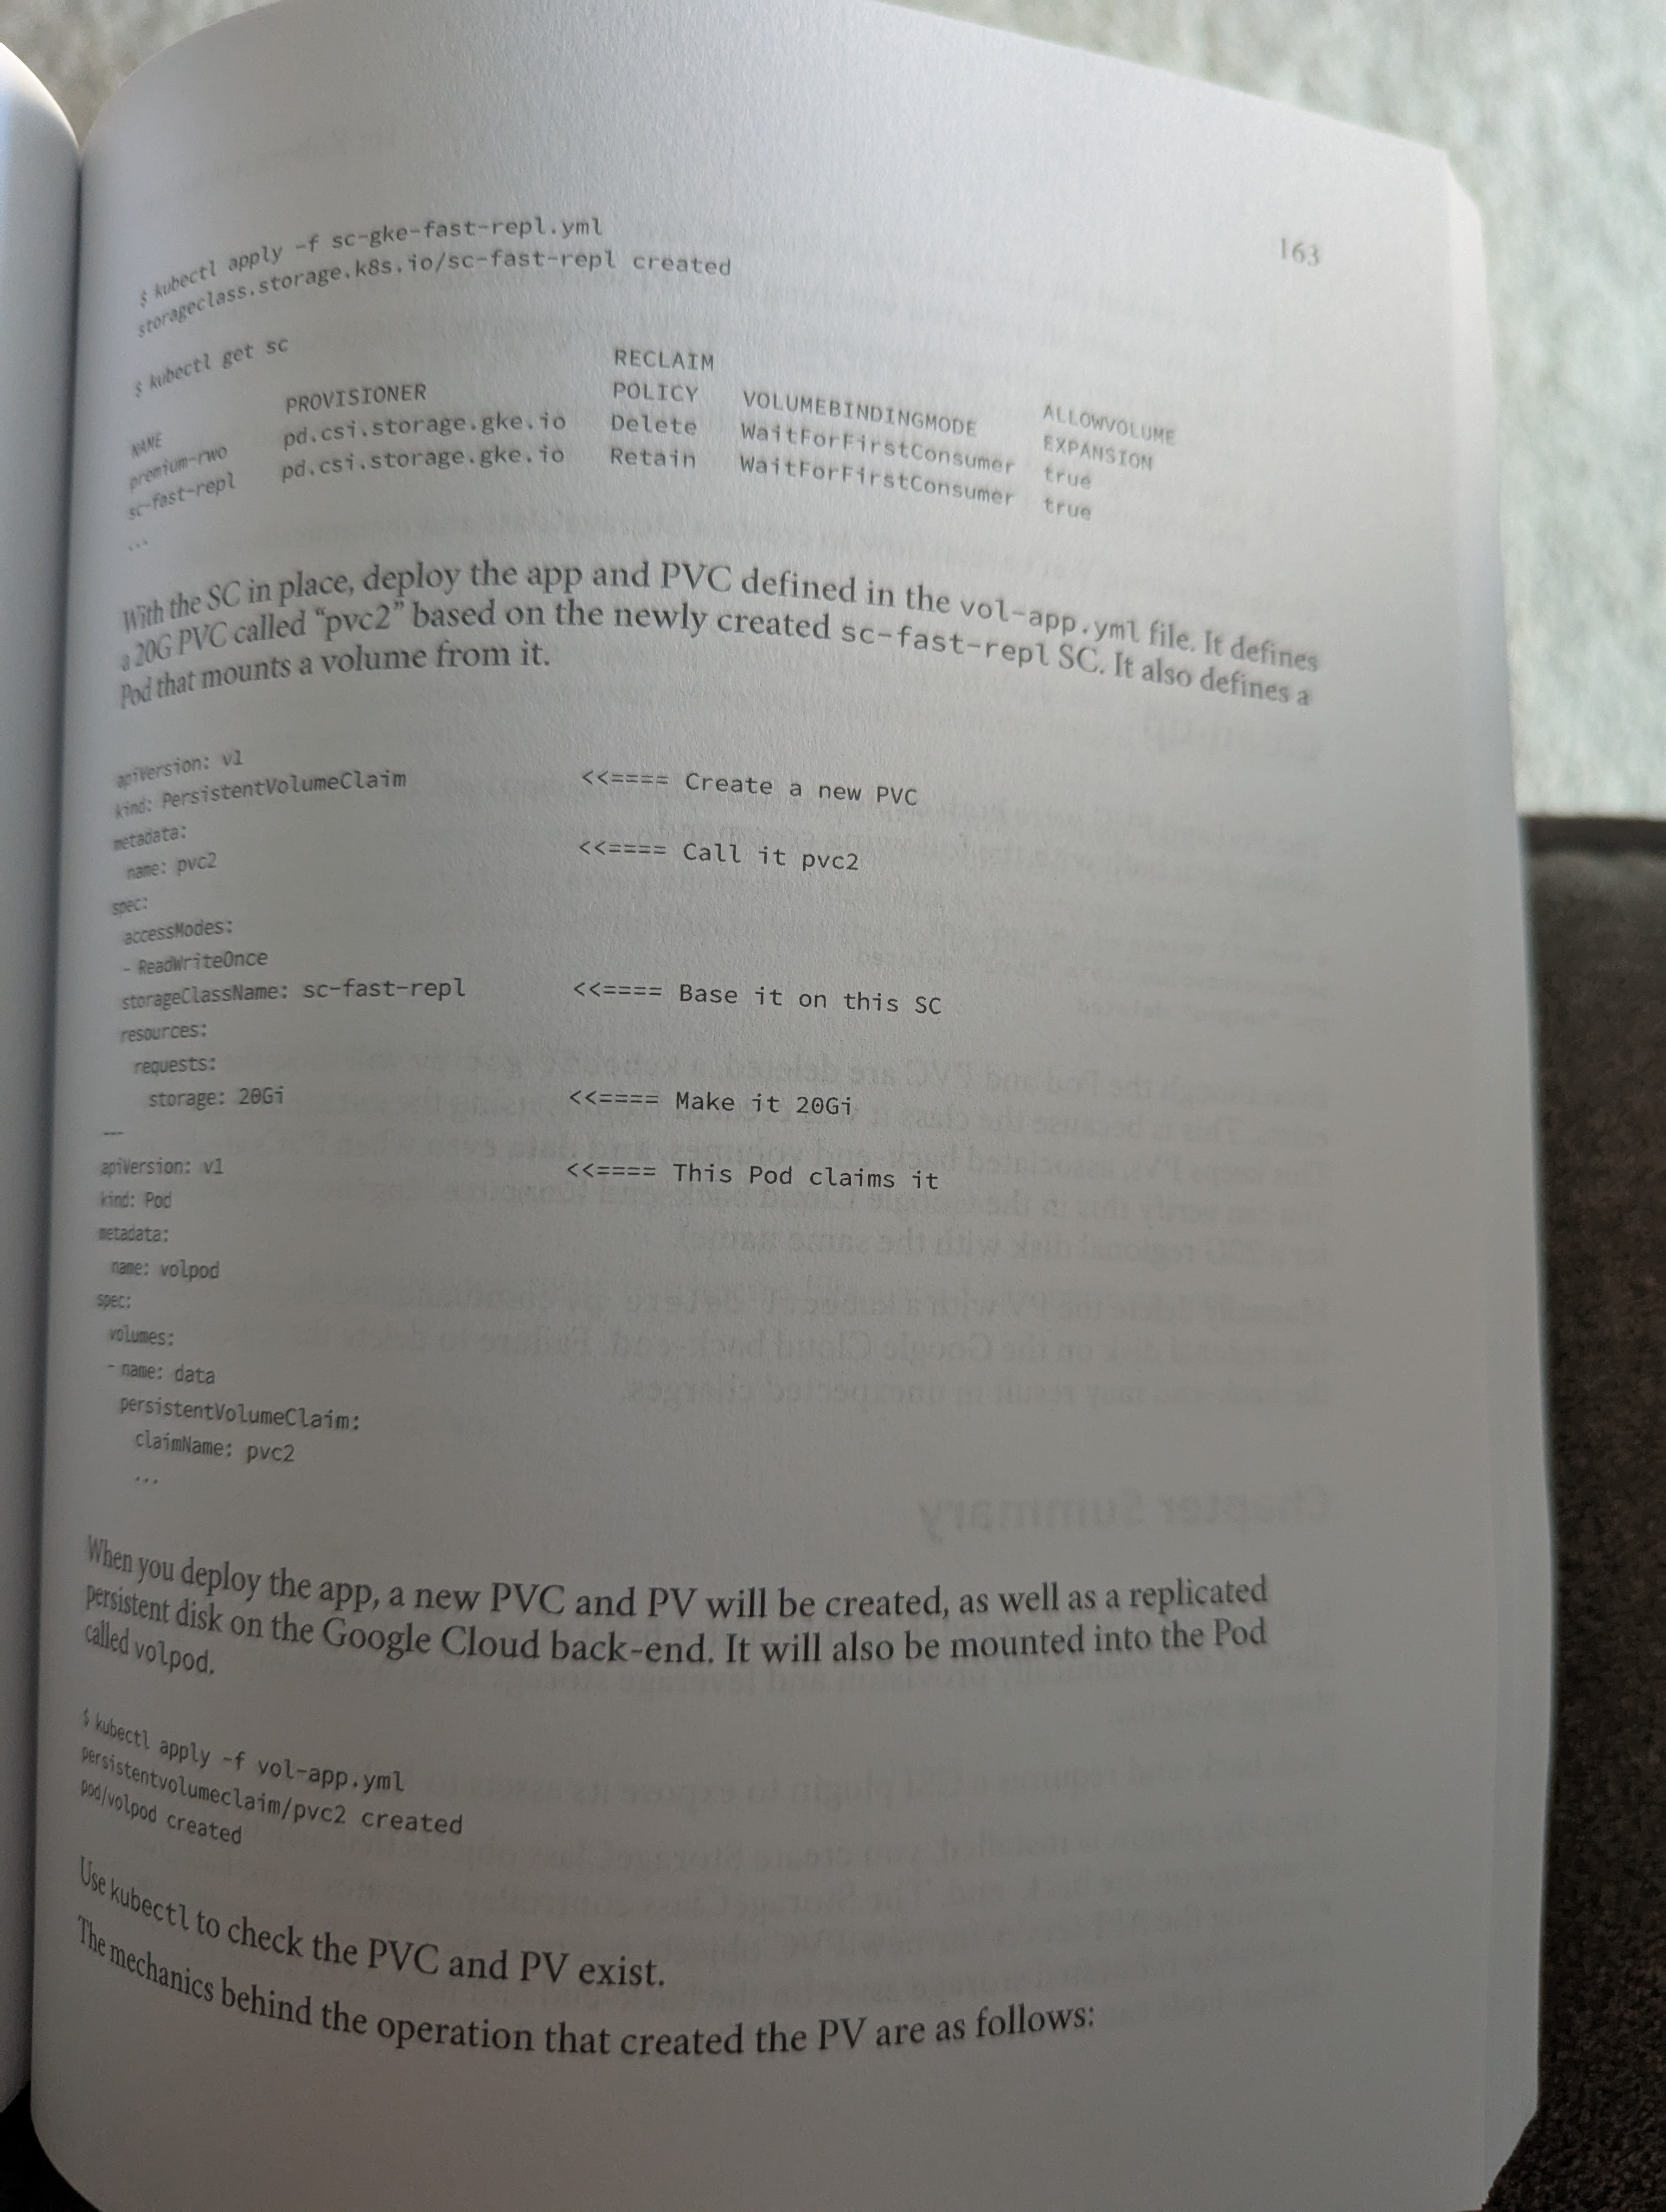 163
$ kubectl apply -f sc-gke-fast-repl.yml
storageclass.storage.k8s.io/sc-fast-repl created
$ kubectl get sc
RECLAIM ALLOWVOLUME
NAME PROVISIONER POLICY VOLUMEBINDINGMODE EXPANSION
premium-rwo pd.csi.storage.gke.io Delete WaitForFirstConsumer true
sc-fast-repl pd.csi.storage.gke.io Retain WaitForFirstConsumer true
...
With the SC in place, deploy the app and PVC defined in the vol-app.yml file. It defines
a 20G PVC called “pvc2” based on the newly created sc-fast-repl SC. It also defines a
Pod that mounts a volume from it.
apiVersion: v1
kind: PersistentVolumeClaim <<==== Create a new PVC
metadata:
name: pvc2 <<==== Call it pvc2
spec:
accessModes:
- ReadWriteOnce
storageClassName: sc-fast-repl <<==== Base it on this SC
resources:
requests:
storage: 20Gi <<==== Make it 20Gi
---
apiVersion: v1 <<==== This Pod claims it
kind: Pod
metadata:
name: volpod
spec:
volumes:
- name: data
persistentVolumeClaim:
claimName: pvc2
...
When you deploy the app, a new PVC and PV will be created, as well as a replicated
persistent disk on the Google Cloud back-end. It will also be mounted into the Pod
called volpod.
$ kubectl apply -f vol-app.yml
persistentvolumeclaim/pvc2 created
pod/volpod created
Use kubectl to check the PVC and PV exist.
The mechanics behind the operation that created the PV are as follows: